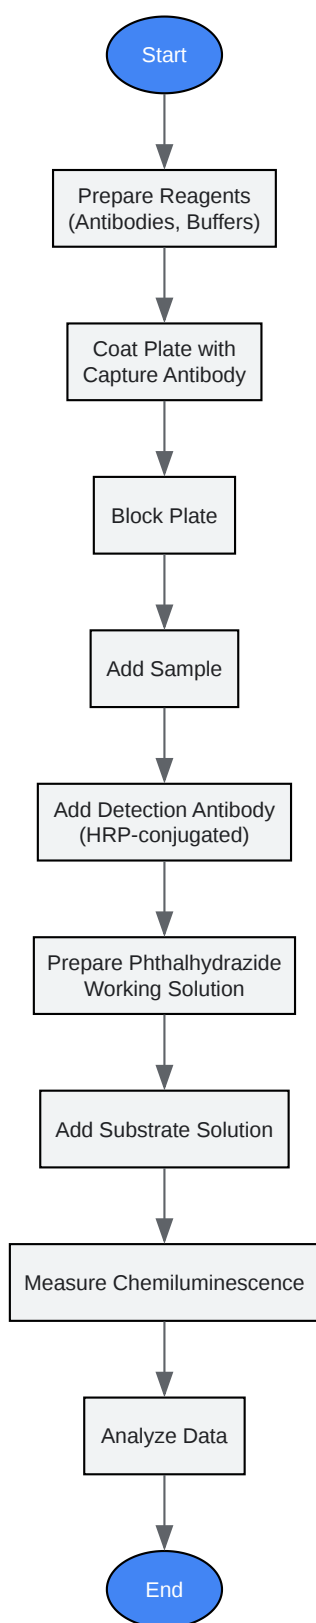 Start
Prepare Reagents
(Antibodies, Buffers)
Coat Plate with
Capture Antibody
Block Plate
Add Sample
Add Detection Antibody
(HRP-conjugated)
Prepare Phthalhydrazide
Working Solution
Add Substrate Solution
Measure Chemiluminescence
Analyze Data
End